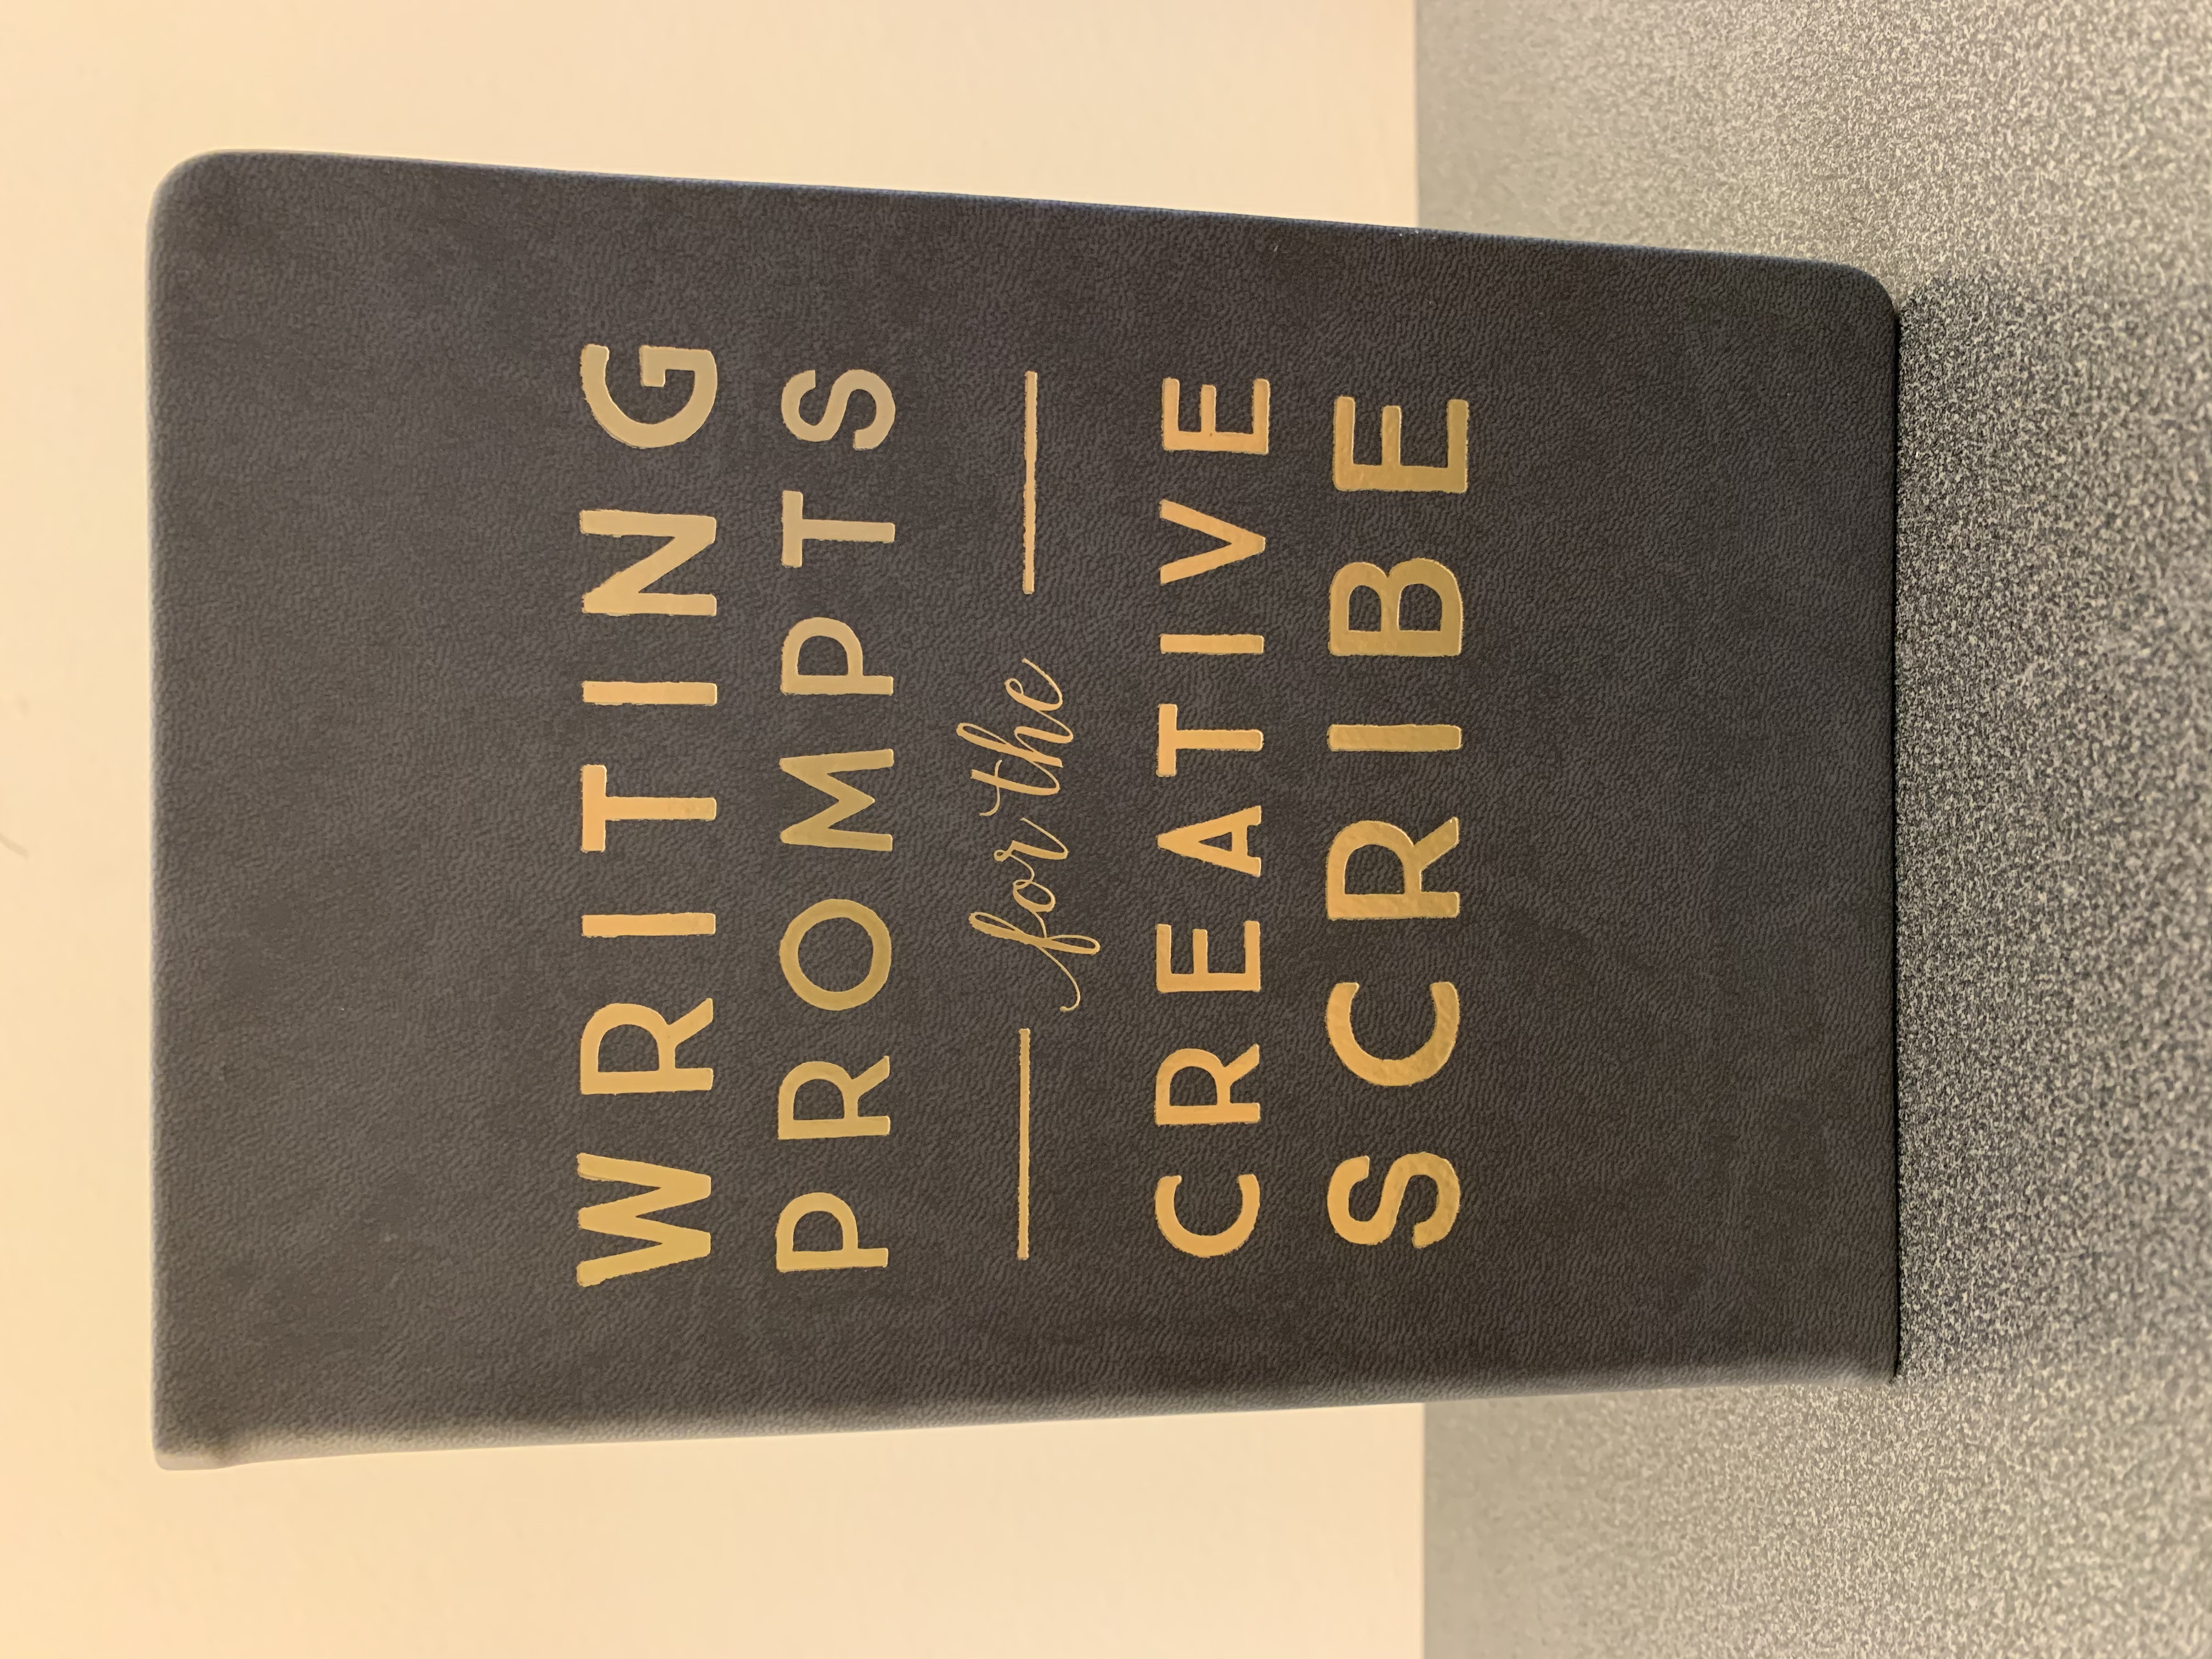 WRITING
PROMPTS
for the
CREATIVE
SCRIBE